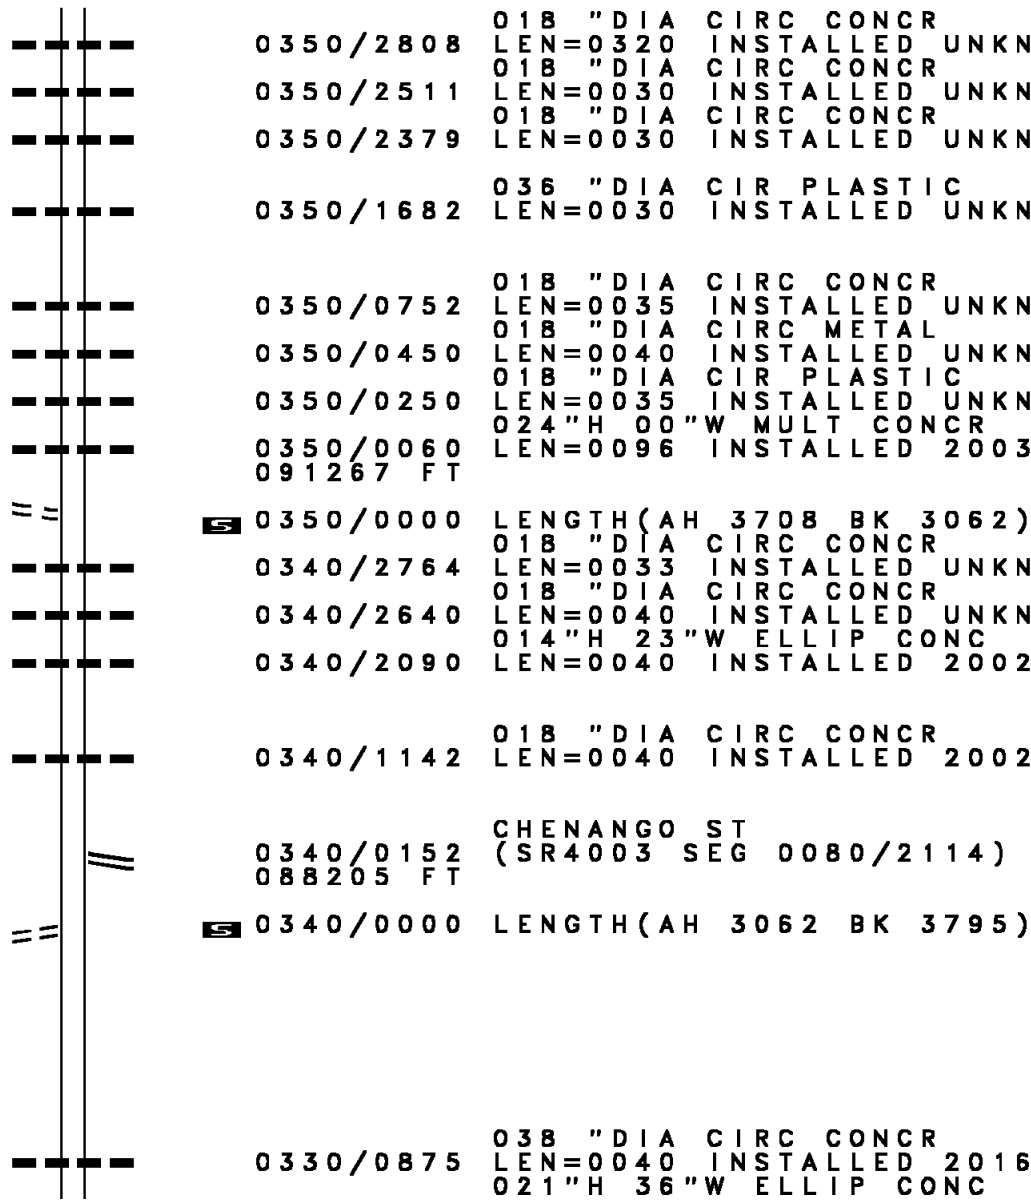 018 "DIA CIRC CONCR
0350/2808 LEN=0320 INSTALLED UNKN
018 "DIA CIRC CONCR
0350/2511 LEN=0030 INSTALLED UNKN
018 "DIA CIRC CONCR
0350/2379 LEN=0030 INSTALLED UNKN
036 "DIA CIR PLASTIC
0350/1682 LEN=0030 INSTALLED UNKN
018 "DIA CIRC CONCR
0350/0752 LEN=0035 INSTALLED UNKN
018 "DIA CIRC METAL
0350/0450 LEN=0040 INSTALLED UNKN
018 "DIA CIR PLASTIC
0350/0250 LEN=0035 INSTALLED UNKN
024"H 00"W MULT CONCR
0350/0060 LEN=0096 INSTALLED 2003
091267 FT
S 0350/0000 LENGTH(AH 3708 BK 3062)
018 "DIA CIRC CONCR
0340/2764 LEN=0033 INSTALLED UNKN
018 "DIA CIRC CONCR
0340/2640 LEN=0040 INSTALLED UNKN
014"H 23"W ELLIP CONC
0340/2090 LEN=0040 INSTALLED 2002
018 "DIA CIRC CONCR
0340/1142 LEN=0040 INSTALLED 2002
CHENANGO ST
0340/0152 (SR4003 SEG 0080/2114)
088205 FT
S 0340/0000 LENGTH(AH 3062 BK 3795)
038 "DIA CIRC CONCR
0330/0875 LEN=0040 INSTALLED 2016
021"H 36"W ELLIP CONC